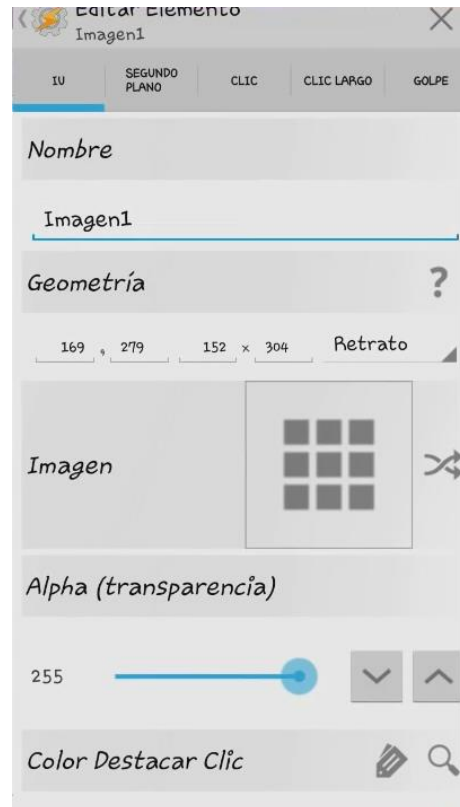 Editar Elemento
Imagen1
IU
SEGUNDO
PLANO
CLIC
CLIC LARGO
GOLPE
Nombre
Imagen1
Geometría
?
169 , 279 152 × 304 Retrato
Imagen
Alpha (transparencia)
255
Color Destacar Clic